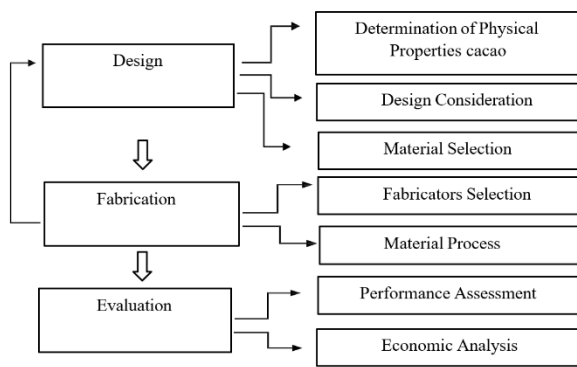 Design
Determination of Physical
Properties cacao
Design Consideration
Material Selection
Fabrication
Fabricators Selection
Material Process
Evaluation
Performance Assessment
Economic Analysis